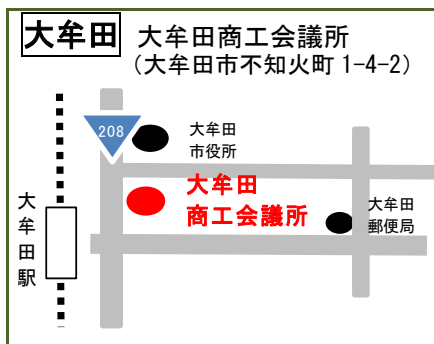 大牟田 大牟田商工会議所
（大牟田市不知火町 1-4-2）
208
大牟田
市役所
大牟田
商工会議所
大牟田
郵便局
大牟田駅